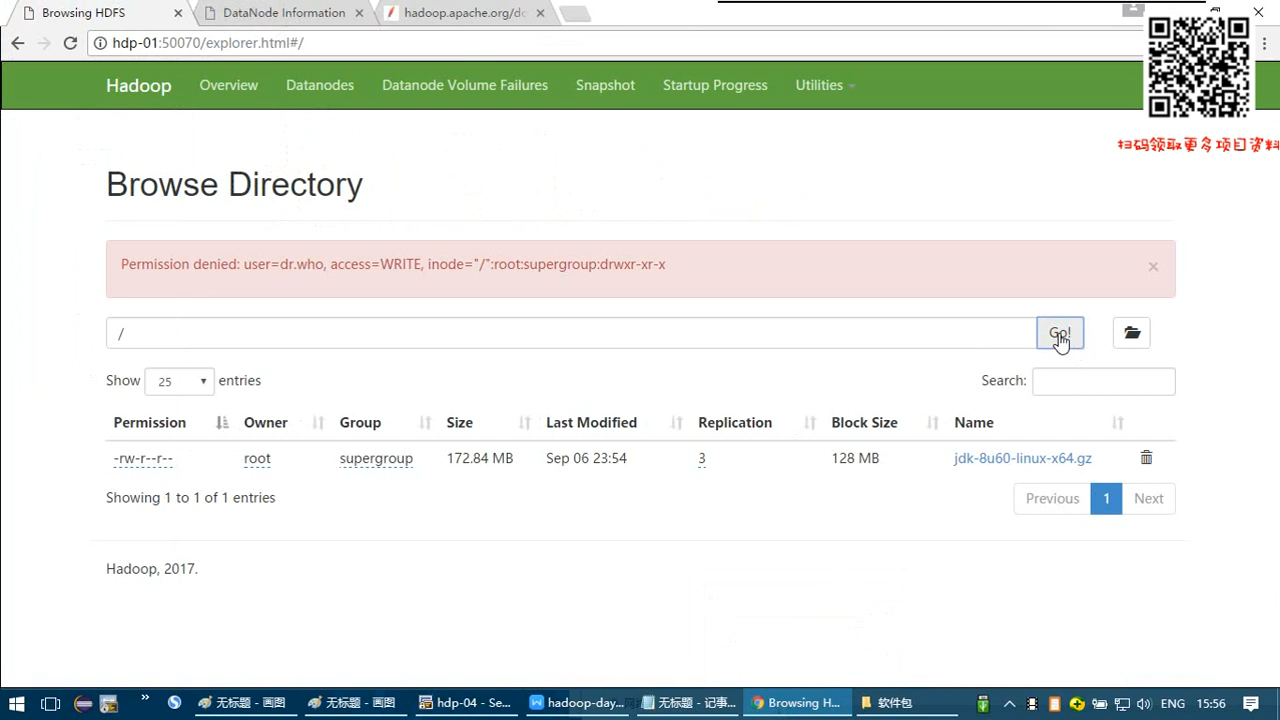 Browsing HDFS
DataNode Information
hadoop.apache.org/do
hdp-01:50070/explorer.html#/
Hadoop Overview Datanodes Datanode Volume Failures Snapshot Startup Progress Utilities
扫码领取更多项目资料
Browse Directory
Permission denied: user=dr.who, access=WRITE, inode="/":root:supergroup:drwxr-xr-x
/ Go!
Show 25 entries Search:
Permission Owner Group Size Last Modified Replication Block Size Name
-rw-r--r-- root supergroup 172.84 MB Sep 06 23:54 3 128 MB jdk-8u60-linux-x64.gz
Showing 1 to 1 of 1 entries Previous 1 Next
Hadoop, 2017.
无标题 - 画图 无标题 - 画图 hdp-04 - Se... hadoop-day... 无标题 - 记事... Browsing H... 软件包 ENG 15:56